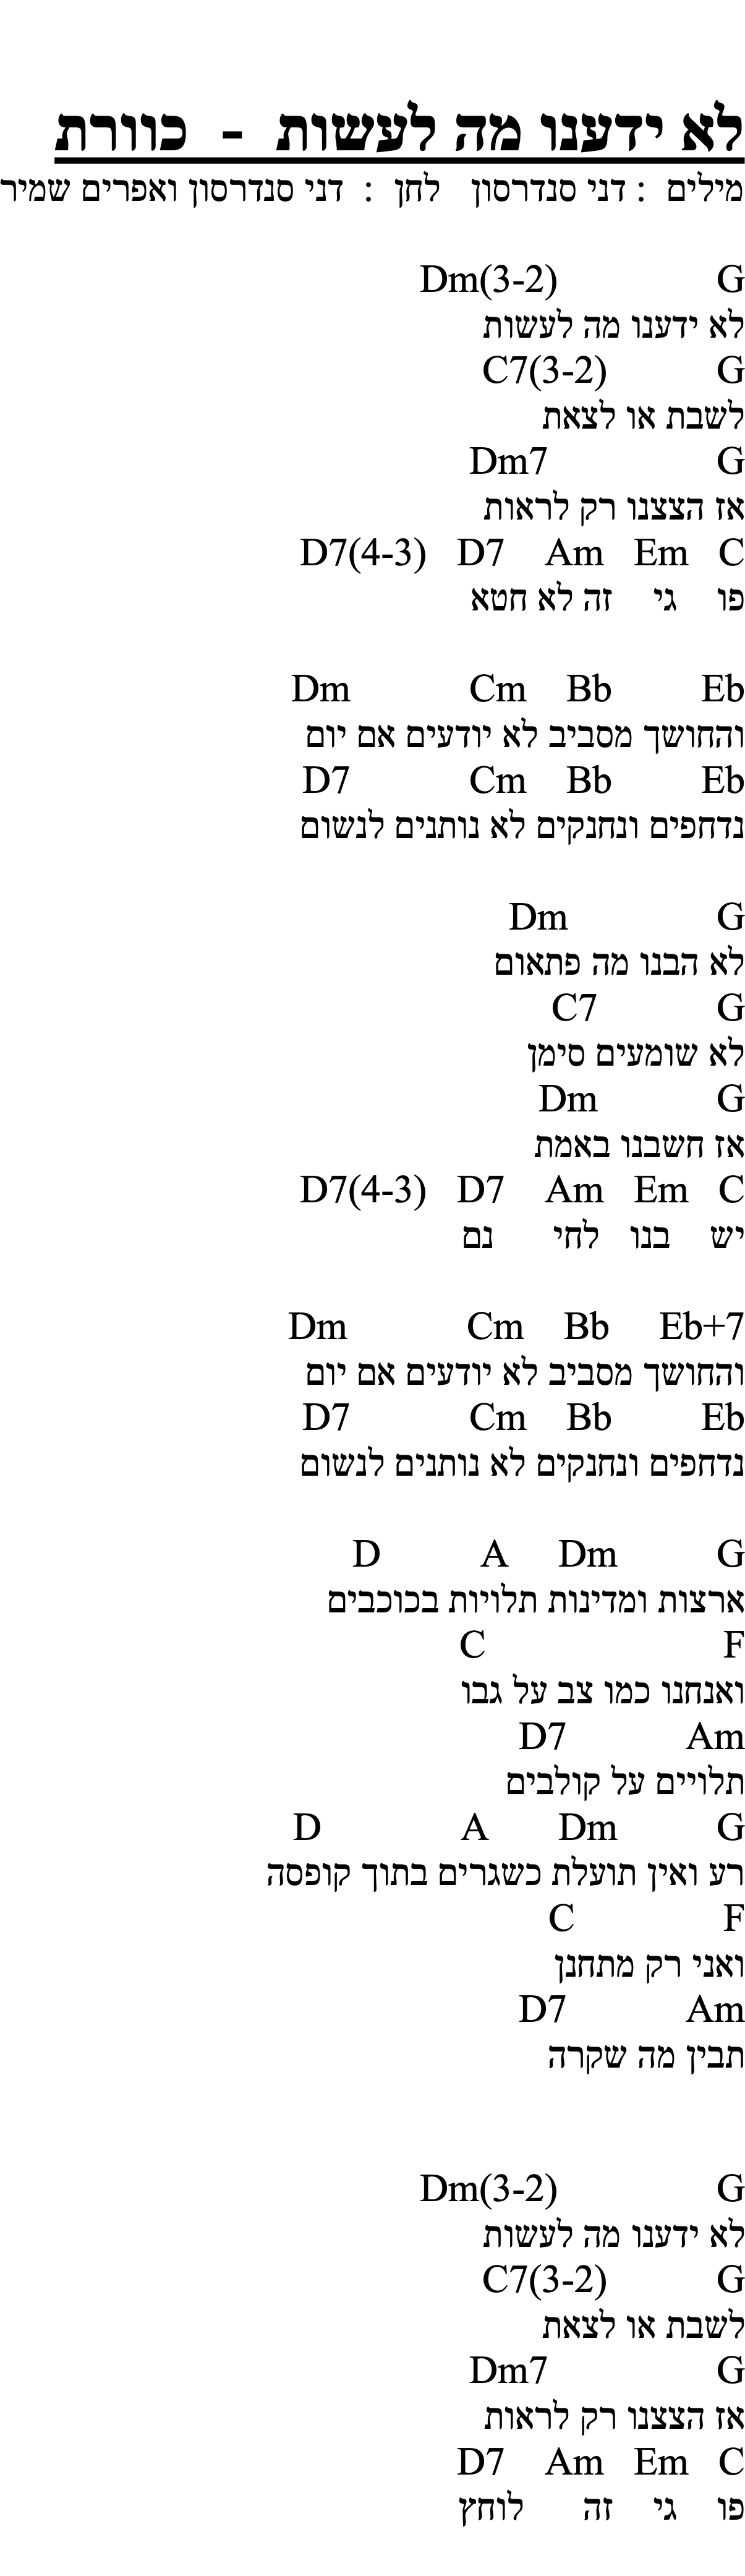 לא ידענו מה לעשות - כוורת
מילים : דני סנדרסון לחן : דני סנדרסון ואפרים שמיר
G Dm(3-2)
לא ידענו מה לעשות
G C7(3-2)
לשבת או לצאת
G Dm7
אז הצצנו רק לראות
C Em Am D7 D7(4-3)
פו גי זה לא חטא
Eb Bb Cm Dm
והחושך מסביב לא יודעים אם יום
Eb Bb Cm D7
נדחפים ונחנקים לא נותנים לנשום
G Dm
לא הבנו מה פתאום
G C7
לא שומעים סימן
G Dm
אז חשבנו באמת
C Em Am D7 D7(4-3)
יש בנו לחי נם
Eb+7 Bb Cm Dm
והחושך מסביב לא יודעים אם יום
Eb Bb Cm D7
נדחפים ונחנקים לא נותנים לנשום
G Dm A D
ארצות ומדינות תלויות בכוכבים
F C
ואנחנו כמו צב על גבו
Am D7
תלויים על קולבים
G Dm A D
רע ואין תועלת כשגרים בתוך קופסה
F C
ואני רק מתחנן
Am D7
תבין מה שקרה
G Dm(3-2)
לא ידענו מה לעשות
G C7(3-2)
לשבת או לצאת
G Dm7
אז הצצנו רק לראות
C Em Am D7
פו גי זה לוחץ